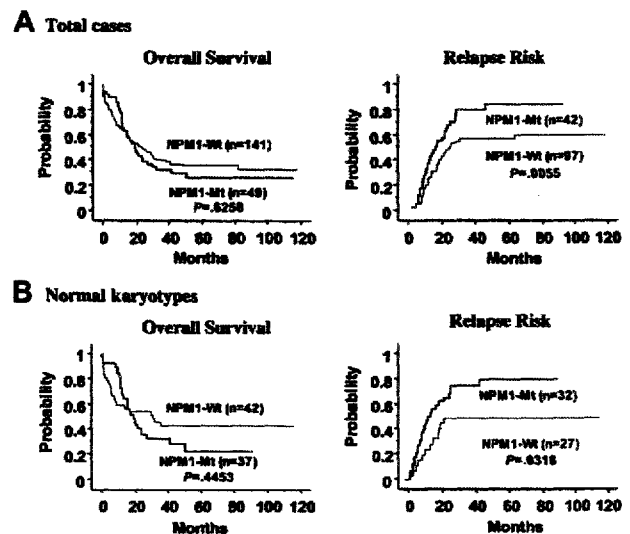 A Total cases
Overall Survival
Relapse Risk
Probability
1
0.8
0.6
0.4
0.2
0
NPM1-Wt (n=141)
NPM1-Mt (n=49)
P=.6258
0 20 40 60 80 100 120
Months
Probability
1
0.8
0.6
0.4
0.2
0
NPM1-Mt (n=42)
NPM1-Wt (n=97)
P=.0055
0 20 40 60 80 100 120
Months
B Normal karyotypes
Overall Survival
Relapse Risk
Probability
1
0.8
0.6
0.4
0.2
0
NPM1-Wt (n=42)
NPM1-Mt (n=37)
P=.4453
0 20 40 60 80 100 120
Months
Probability
1
0.8
0.6
0.4
0.2
0
NPM1-Mt (n=32)
NPM1-Wt (n=27)
P=.0316
0 20 40 60 80 100 120
Months